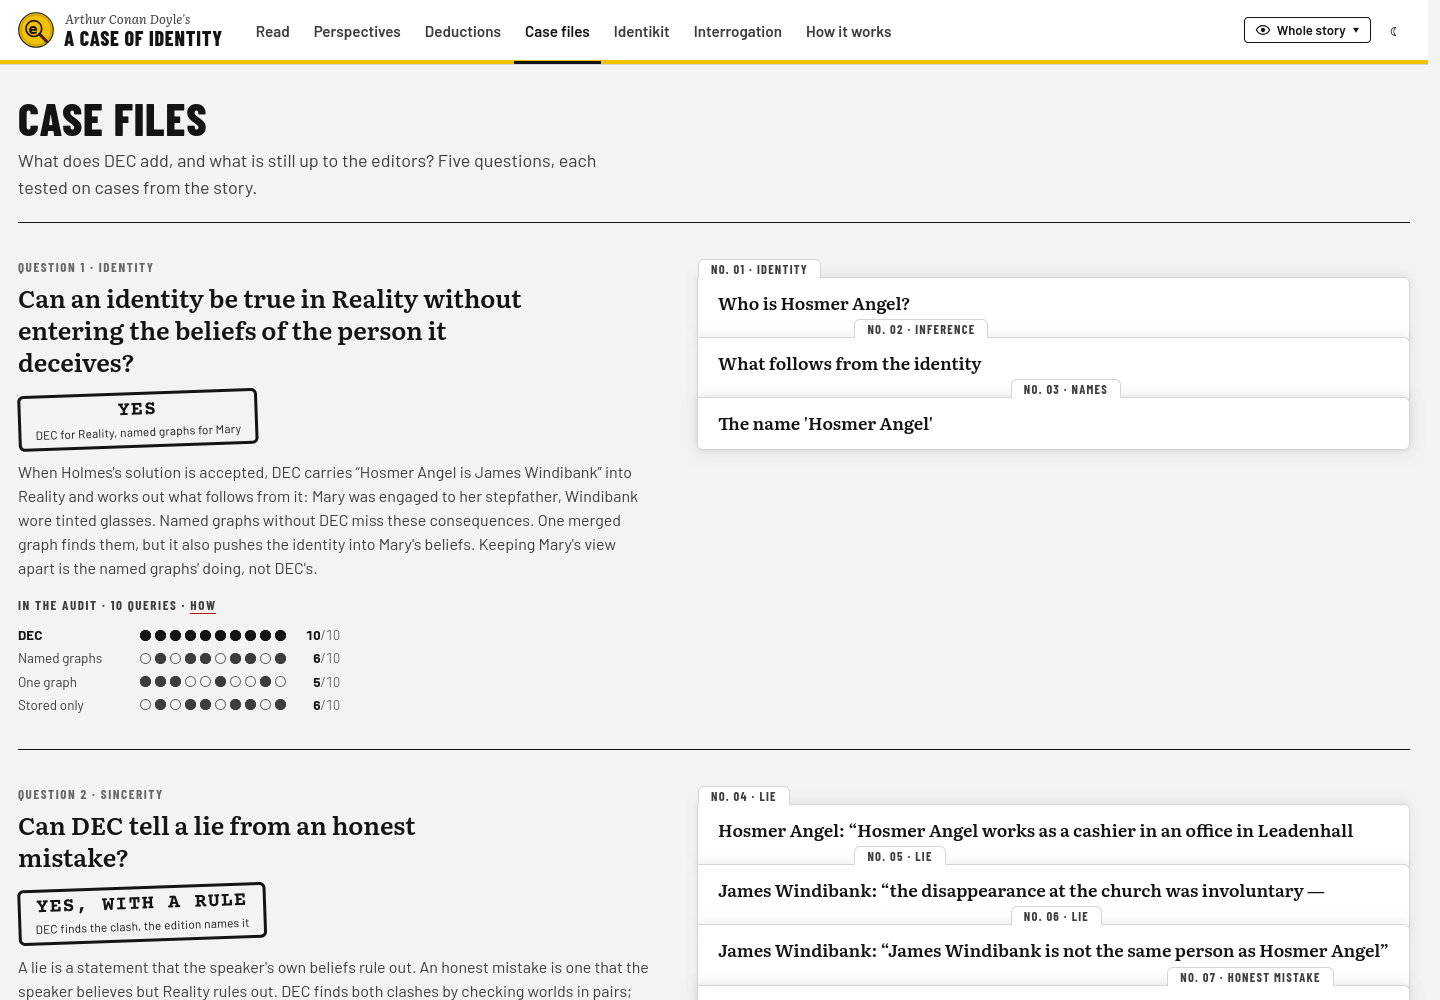 Arthur Conan Doyle's
A CASE OF IDENTITY
Read
Perspectives
Deductions
Case files
Identikit
Interrogation
How it works
Whole story
CASE FILES
What does DEC add, and what is still up to the editors? Five questions, each
tested on cases from the story.
QUESTION 1 · IDENTITY
Can an identity be true in Reality without
entering the beliefs of the person it
deceives?
YES
DEC for Reality, named graphs for Mary
When Holmes's solution is accepted, DEC carries “Hosmer Angel is James Windibank” into
Reality and works out what follows from it: Mary was engaged to her stepfather, Windibank
wore tinted glasses. Named graphs without DEC miss these consequences. One merged
graph finds them, but it also pushes the identity into Mary's beliefs. Keeping Mary's view
apart is the named graphs' doing, not DEC's.
IN THE AUDIT · 10 QUERIES · HOW
DEC 10/10
Named graphs 6/10
One graph 5/10
Stored only 6/10
NO. 01 · IDENTITY
Who is Hosmer Angel?
NO. 02 · INFERENCE
What follows from the identity
NO. 03 · NAMES
The name 'Hosmer Angel'
QUESTION 2 · SINCERITY
Can DEC tell a lie from an honest
mistake?
YES, WITH A RULE
DEC finds the clash, the edition names it
A lie is a statement that the speaker's own beliefs rule out. An honest mistake is one that the
speaker believes but Reality rules out. DEC finds both clashes by checking worlds in pairs;
NO. 04 · LIE
Hosmer Angel: “Hosmer Angel works as a cashier in an office in Leadenhall
NO. 05 · LIE
James Windibank: “the disappearance at the church was involuntary —
NO. 06 · LIE
James Windibank: “James Windibank is not the same person as Hosmer Angel”
NO. 07 · HONEST MISTAKE